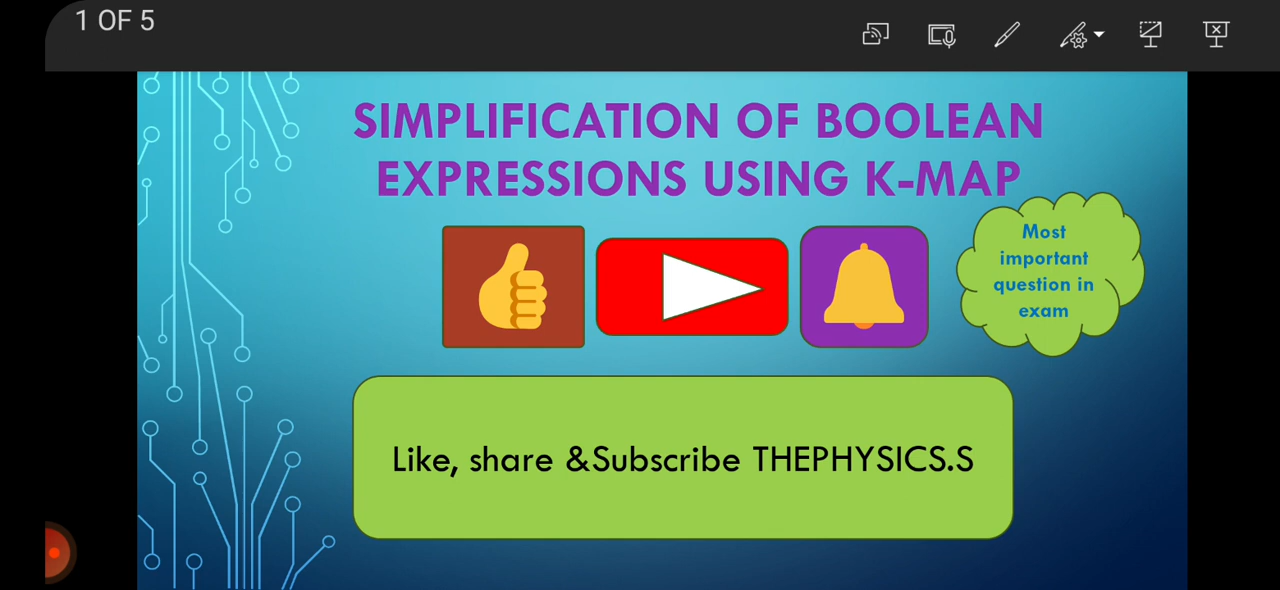 1 OF 5
SIMPLIFICATION OF BOOLEAN
EXPRESSIONS USING K-MAP
Most
important
question in
exam
Like, share &Subscribe THEPHYSICS.S